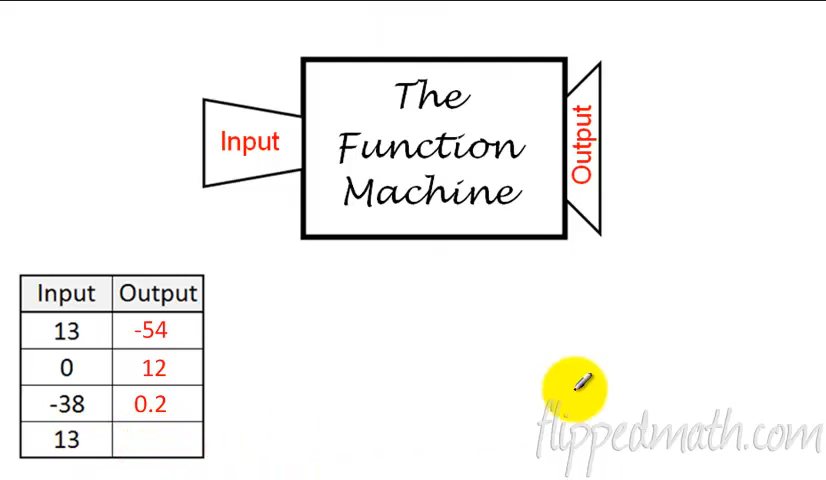 The
Function
Machine
Input
Output
Input Output
13 -54
0 12
-38 0.2
13
flippedmath.com